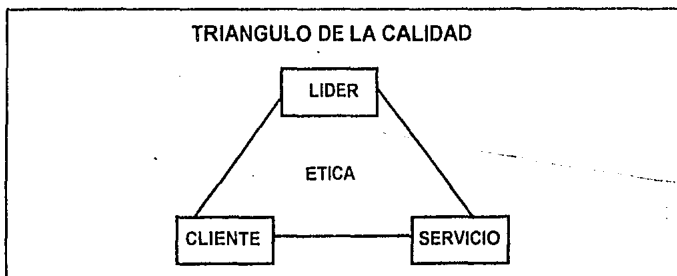 TRIANGULO DE LA CALIDAD
LIDER
ETICA
CLIENTE
SERVICIO